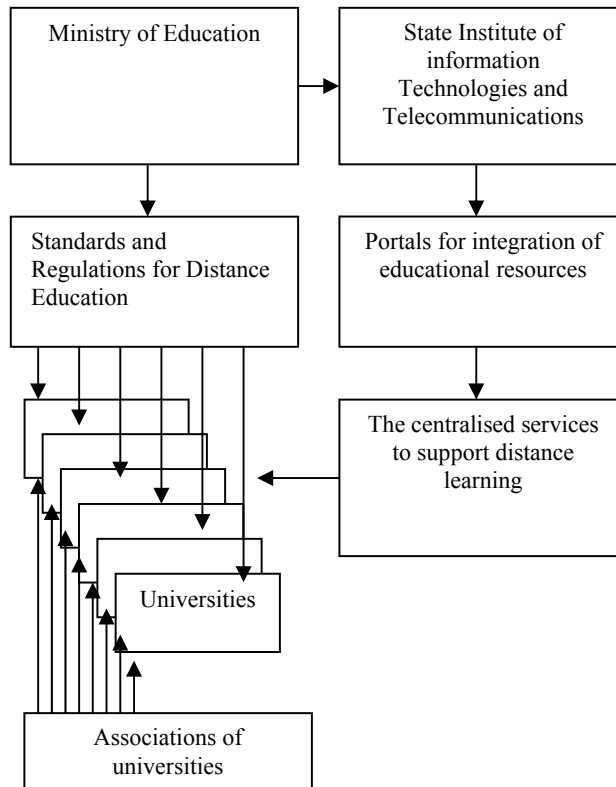 Ministry of Education
State Institute of
information
Technologies and
Telecommunications
Standards and
Regulations for Distance
Education
Portals for integration of
educational resources
The centralised services
to support distance
learning
Universities
Associations of
universities